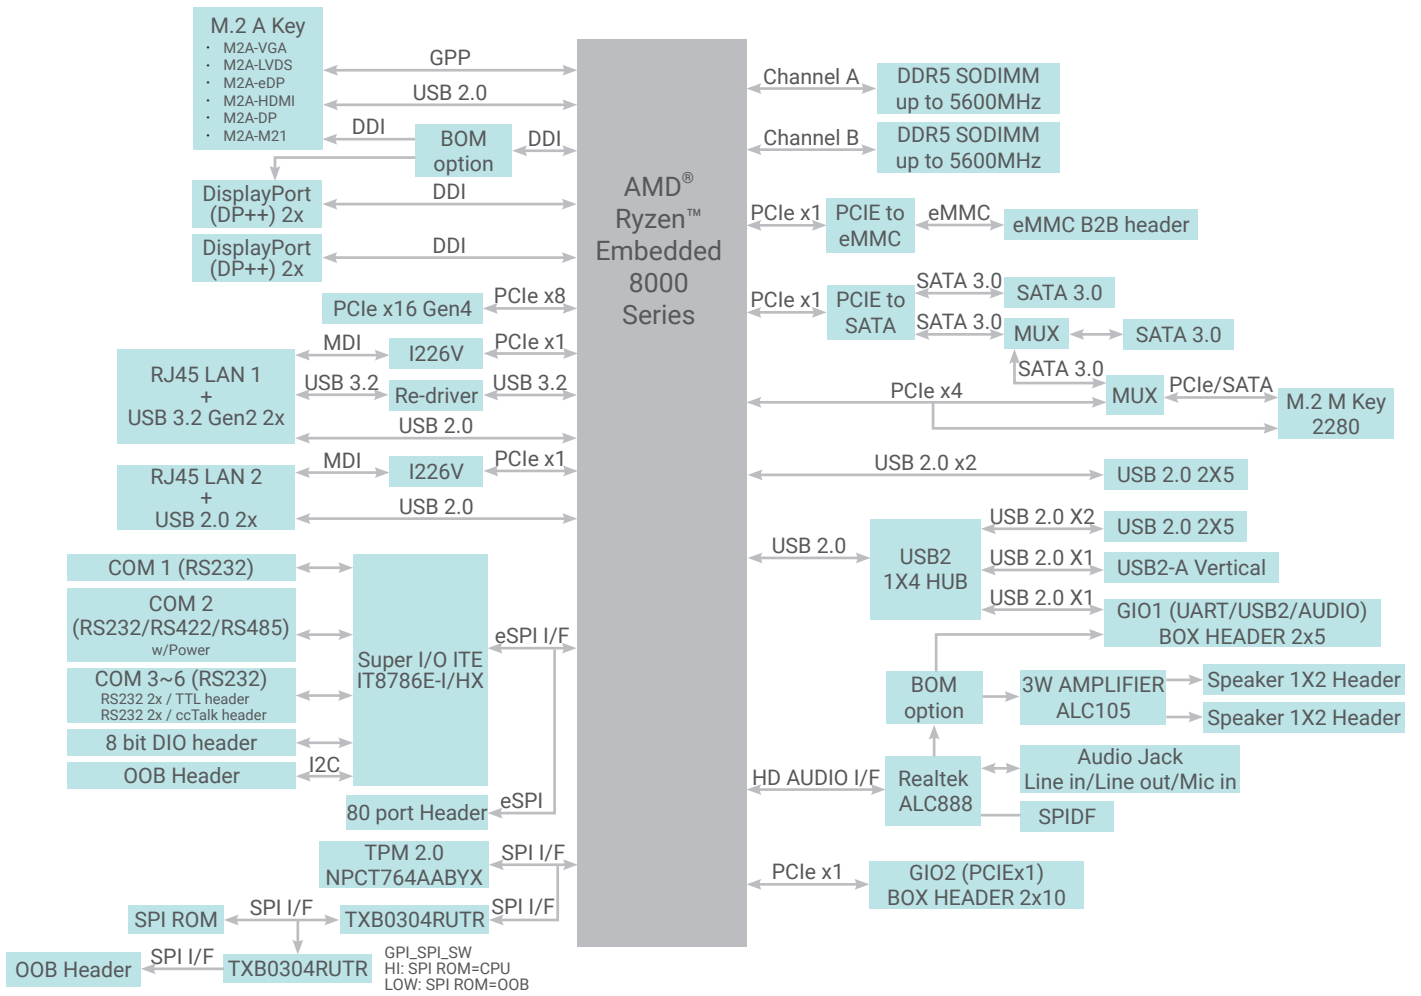 M.2 A Key
· M2A-VGA
· M2A-LVDS
· M2A-eDP
· M2A-HDMI
· M2A-DP
· M2A-M21
GPP
USB 2.0
DDI
BOM
option
DDI
DisplayPort
(DP++) 2x
DDI
DisplayPort
(DP++) 2x
DDI
PCIe x16 Gen4
PCIe x8
RJ45 LAN 1
+
USB 3.2 Gen2 2x
MDI
I226V
PCIe x1
USB 3.2
Re-driver
USB 3.2
USB 2.0
RJ45 LAN 2
+
USB 2.0 2x
MDI
I226V
PCIe x1
USB 2.0
COM 1 (RS232)
COM 2
(RS232/RS422/RS485)
w/Power
COM 3~6 (RS232)
RS232 2x / TTL header
RS232 2x / ccTalk header
8 bit DIO header
OOB Header
I2C
Super I/O ITE
IT8786E-I/HX
eSPI I/F
80 port Header
eSPI
TPM 2.0
NPCT764AABYX
SPI I/F
SPI ROM
SPI I/F
TXB0304RUTR
SPI I/F
OOB Header
SPI I/F
TXB0304RUTR
GPI_SPI_SW
HI: SPI ROM=CPU
LOW: SPI ROM=OOB
AMD®
Ryzen™
Embedded
8000
Series
Channel A
DDR5 SODIMM
up to 5600MHz
Channel B
DDR5 SODIMM
up to 5600MHz
PCIe x1
PCIE to
eMMC
eMMC
eMMC B2B header
PCIe x1
PCIE to
SATA
SATA 3.0
SATA 3.0
SATA 3.0
MUX
SATA 3.0
SATA 3.0
PCIe x4
MUX
PCIe/SATA
M.2 M Key
2280
USB 2.0 x2
USB 2.0 2X5
USB 2.0
USB2
1X4 HUB
USB 2.0 X2
USB 2.0 2X5
USB 2.0 X1
USB2-A Vertical
USB 2.0 X1
GIO1 (UART/USB2/AUDIO)
BOX HEADER 2x5
BOM
option
3W AMPLIFIER
ALC105
Speaker 1X2 Header
Speaker 1X2 Header
HD AUDIO I/F
Realtek
ALC888
Audio Jack
Line in/Line out/Mic in
SPIDF
PCIe x1
GIO2 (PCIEx1)
BOX HEADER 2x10